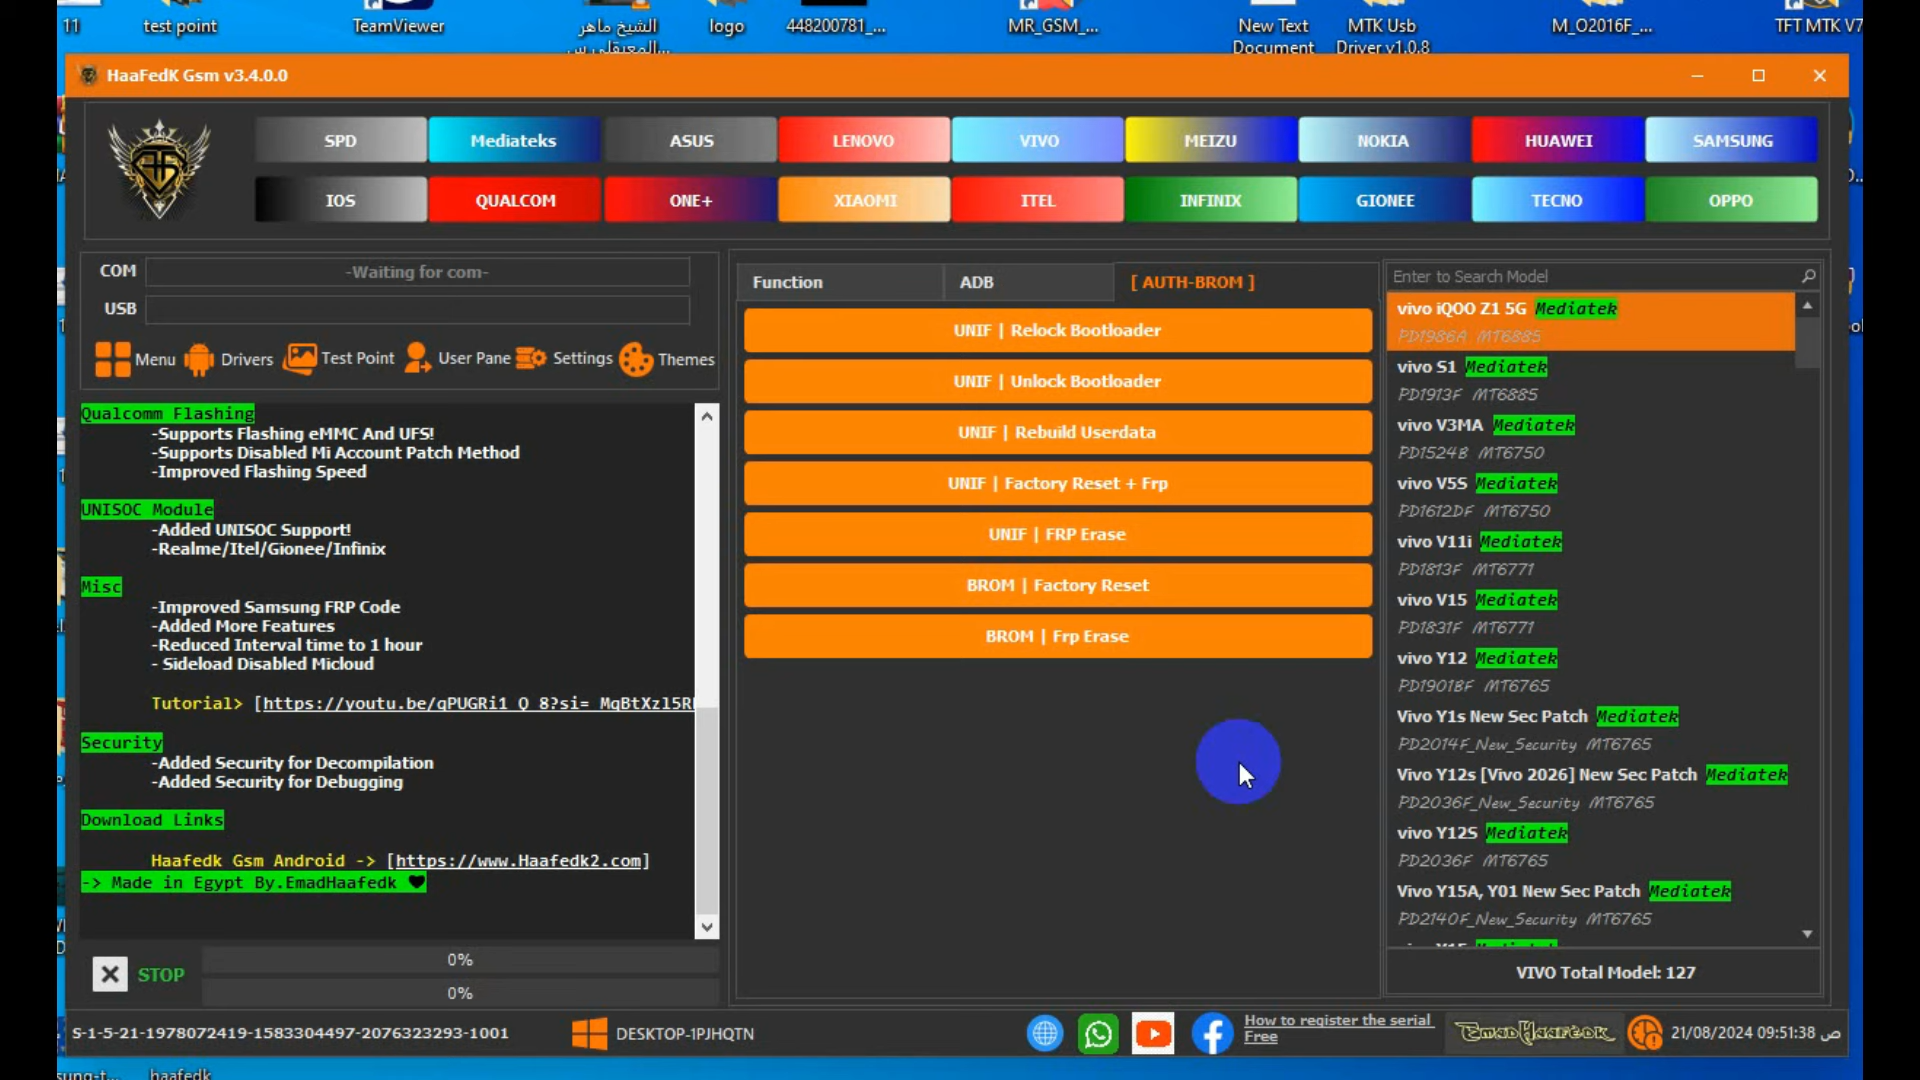 11
test point
TeamViewer
الشيخ ماهر
المعيقلي س...
logo
448200781_...
MR_GSM_...
New Text
Document
MTK Usb
Driver v1.0.8
M_O2016F_...
TFT MTK V7
HaaFedK Gsm v3.4.0.0
SPD
Mediateks
ASUS
LENOVO
VIVO
MEIZU
NOKIA
HUAWEI
SAMSUNG
IOS
QUALCOM
ONE+
XIAOMI
ITEL
INFINIX
GIONEE
TECNO
OPPO
COM
-Waiting for com-
USB
Menu
Drivers
Test Point
User Pane
Settings
Themes
Qualcomm Flashing
-Supports Flashing eMMC And UFS!
-Supports Disabled Mi Account Patch Method
-Improved Flashing Speed
UNISOC Module
-Added UNISOC Support!
-Realme/Itel/Gionee/Infinix
Misc
-Improved Samsung FRP Code
-Added More Features
-Reduced Interval time to 1 hour
- Sideload Disabled Micloud
Tutorial> [https://youtu.be/qPUGRi1_Q_8?si=_MgBtXzl5R
Security
-Added Security for Decompilation
-Added Security for Debugging
Download Links
Haafedk Gsm Android -> [https://www.Haafedk2.com]
-> Made in Egypt By.EmadHaafedk ♥
STOP
0%
0%
Function
ADB
[ AUTH-BROM ]
UNIF | Relock Bootloader
UNIF | Unlock Bootloader
UNIF | Rebuild Userdata
UNIF | Factory Reset + Frp
UNIF | FRP Erase
BROM | Factory Reset
BROM | Frp Erase
Enter to Search Model
vivo iQOO Z1 5G Mediatek
PD1986A MT6885
vivo S1 Mediatek
PD1913F MT6885
vivo V3MA Mediatek
PD1524B MT6750
vivo V5S Mediatek
PD1612DF MT6750
vivo V11i Mediatek
PD1813F MT6771
vivo V15 Mediatek
PD1831F MT6771
vivo Y12 Mediatek
PD1901BF MT6765
Vivo Y1s New Sec Patch Mediatek
PD2014F_New_Security MT6765
Vivo Y12s [Vivo 2026] New Sec Patch Mediatek
PD2036F_New_Security MT6765
vivo Y12S Mediatek
PD2036F MT6765
Vivo Y15A, Y01 New Sec Patch Mediatek
PD2140F_New_Security MT6765
VIVO Total Model: 127
S-1-5-21-1978072419-1583304497-2076323293-1001
DESKTOP-1PJHQTN
How to register the serial
Free
EmadHaafedk
21/08/2024 09:51:38 ص
haafedk